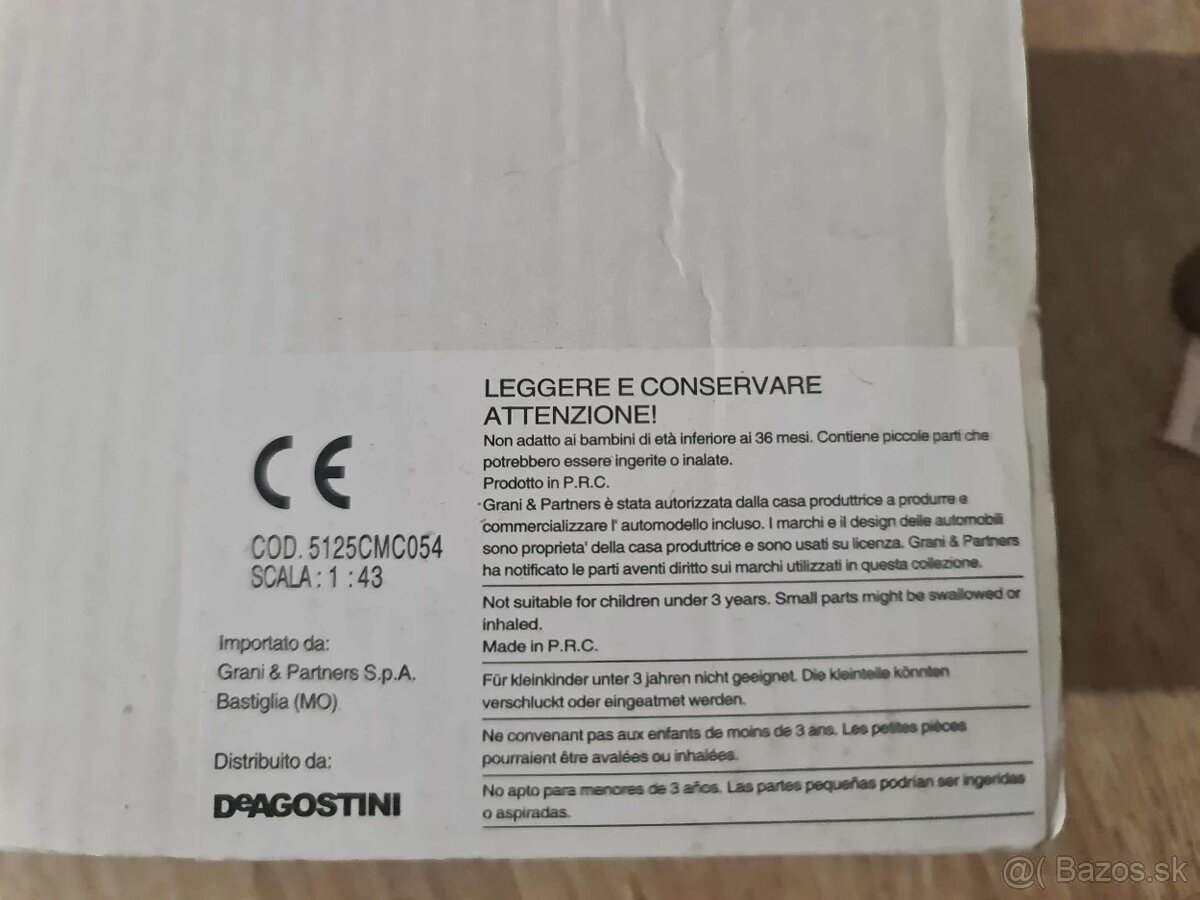 CE
COD. 5125CMC054
SCALA : 1 : 43
Importato da:
Grani & Partners S.p.A.
Bastiglia (MO)
Distribuito da:
DeAGOSTINI
LEGGERE E CONSERVARE
ATTENZIONE!
Non adatto ai bambini di età inferiore ai 36 mesi. Contiene piccole parti che
potrebbero essere ingerite o inalate.
Prodotto in P.R.C.
Grani & Partners è stata autorizzata dalla casa produttrice a produrre e
commercializzare l' automodello incluso. I marchi e il design delle automobili
sono proprieta' della casa produttrice e sono usati su licenza. Grani & Partners
ha notificato le parti aventi diritto sui marchi utilizzati in questa collezione.
Not suitable for children under 3 years. Small parts might be swallowed or
inhaled.
Made in P.R.C.
Für kleinkinder unter 3 jahren nicht geeignet. Die kleinteile könnten
verschluckt oder eingeatmet werden.
Ne convenant pas aux enfants de moins de 3 ans. Les petites pièces
pourraient être avalées ou inhalées.
No apto para menores de 3 años. Las partes pequeñas podrían ser ingeridas
o aspiradas.
@( Bazos.sk